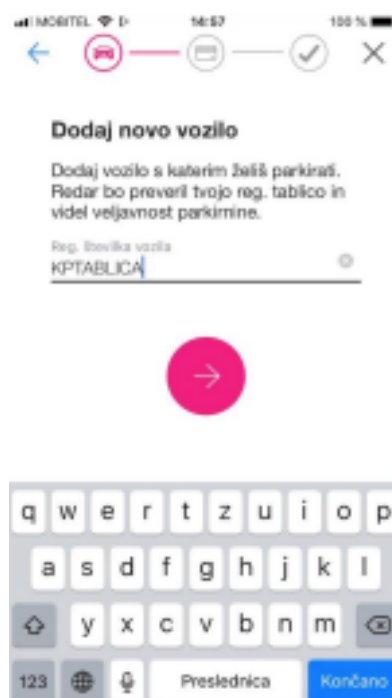 MOBITEL
14:57
100 %
Dodaj novo vozilo
Dodaj vozilo s katerim želiš parkirati.
Redar bo preveril tvojo reg. tablico in
videl veljavnost parkirnine.
Reg. številka vozila
KPTABLICA
q w e r t z u i o p
a s d f g h j k l
y x c v b n m
123 Preslednica Končano